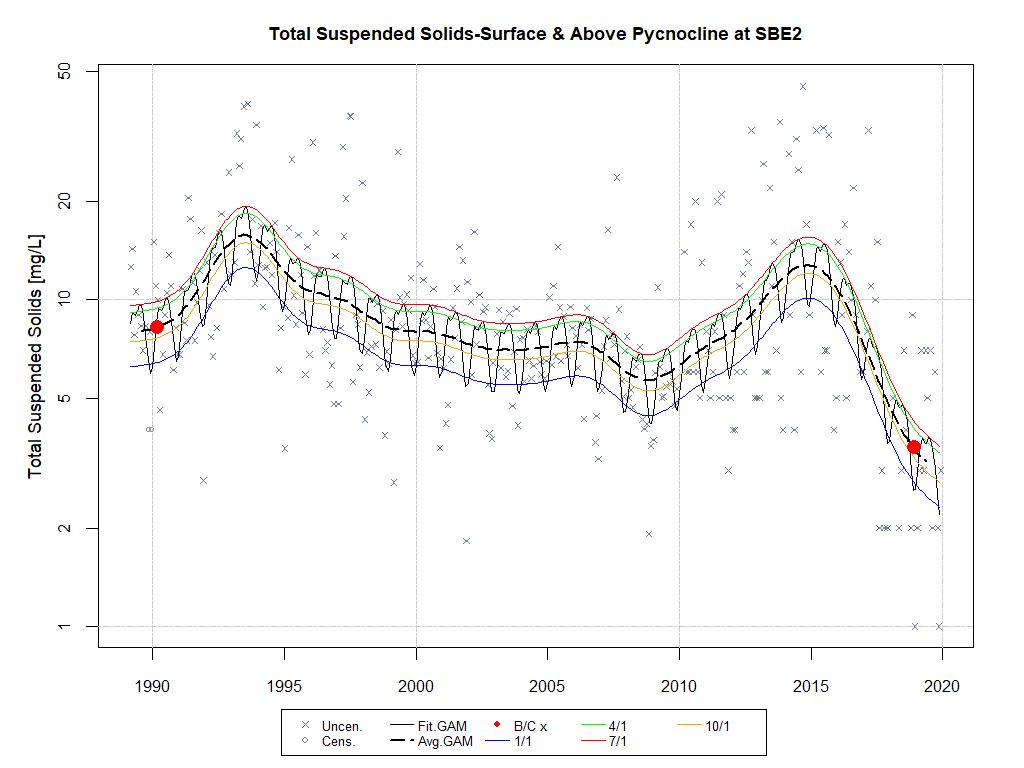 Total Suspended Solids-Surface & Above Pycnocline at SBE2
Total Suspended Solids [mg/L]
50
20
10
5
2
1
1990 1995 2000 2005 2010 2015 2020
Uncen. Fit.GAM B/C x 4/1 10/1
Cens. Avg.GAM 1/1 7/1